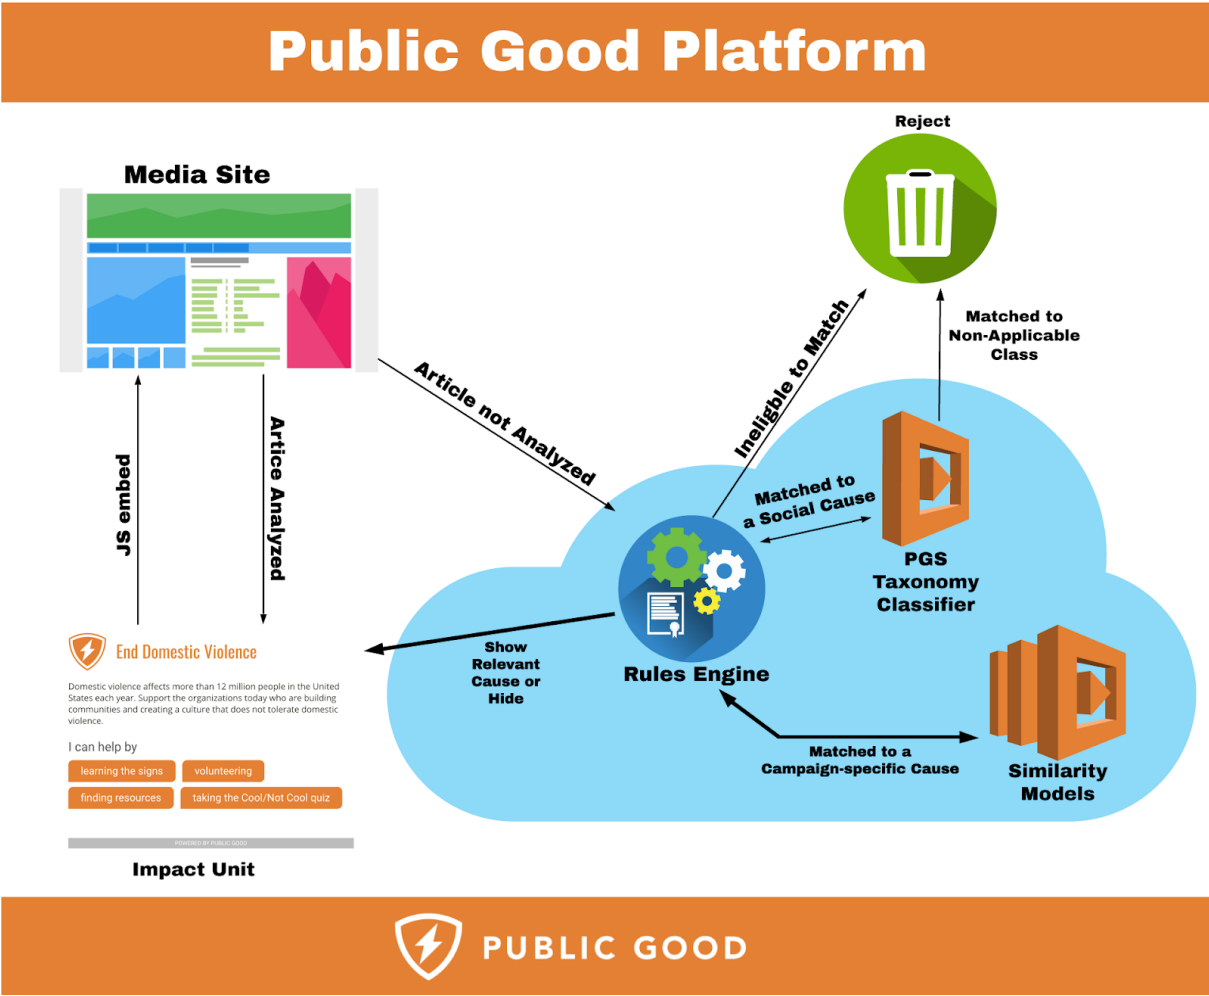 Public Good Platform
Reject
Media Site
Matched to
Non-Applicable
Class
Ineligble to Match
Article not Analyzed
JS embed
Artice Analyzed
Matched to
a Social Cause
PGS
Taxonomy
Classifier
End Domestic Violence
Domestic violence affects more than 12 million people in the United
States each year. Support the organizations today who are building
communities and creating a culture that does not tolerate domestic
violence.
I can help by
learning the signs
volunteering
finding resources
taking the Cool/Not Cool quiz
POWERED BY PUBLIC GOOD
Impact Unit
Show
Relevant
Cause or
Hide
Rules Engine
Matched to a
Campaign-specific Cause
Similarity
Models
PUBLIC GOOD